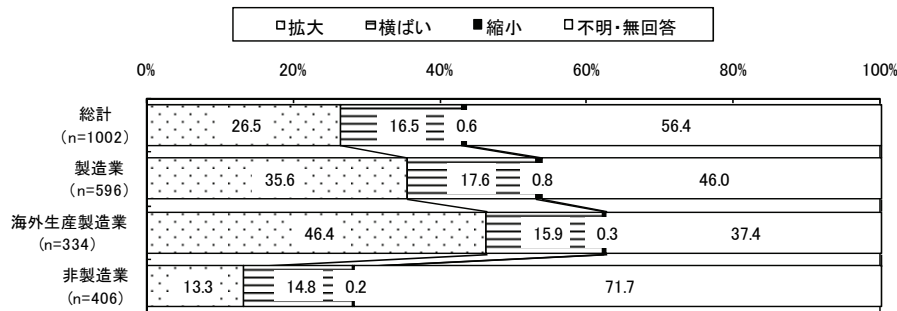 拡大 横ばい 縮小 不明・無回答
0% 20% 40% 60% 80% 100%
総計
(n=1002)
26.5 16.5 0.6 56.4
製造業
(n=596)
35.6 17.6 0.8 46.0
海外生産製造業
(n=334)
46.4 15.9 0.3 37.4
非製造業
(n=406)
13.3 14.8 0.2 71.7